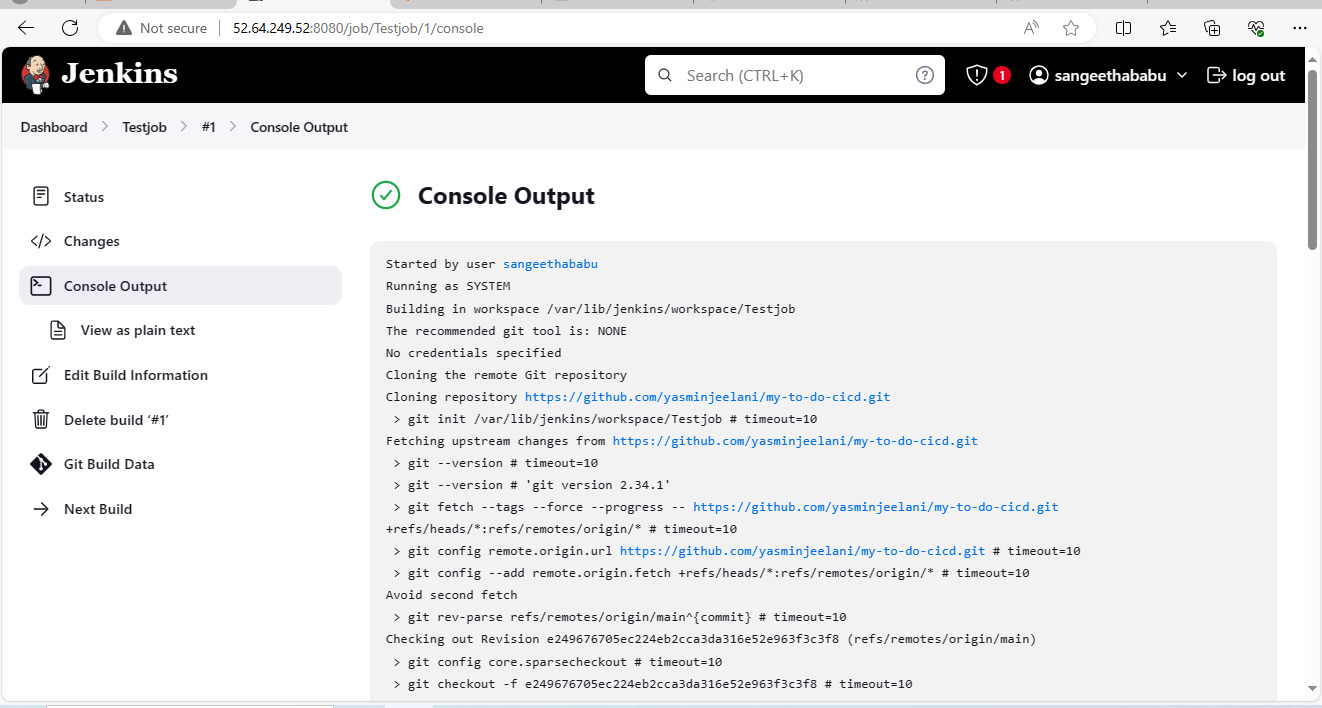 Not secure 52.64.249.52:8080/job/Testjob/1/console
Jenkins Search (CTRL+K) ? 1 sangeethababu log out
Dashboard > Testjob > #1 > Console Output
Status
Changes
Console Output
View as plain text
Edit Build Information
Delete build ‘#1’
Git Build Data
Next Build
Console Output
Started by user sangeethababu
Running as SYSTEM
Building in workspace /var/lib/jenkins/workspace/Testjob
The recommended git tool is: NONE
No credentials specified
Cloning the remote Git repository
Cloning repository https://github.com/yasminjeelani/my-to-do-cicd.git
> git init /var/lib/jenkins/workspace/Testjob # timeout=10
Fetching upstream changes from https://github.com/yasminjeelani/my-to-do-cicd.git
> git --version # timeout=10
> git --version # 'git version 2.34.1'
> git fetch --tags --force --progress -- https://github.com/yasminjeelani/my-to-do-cicd.git
+refs/heads/*:refs/remotes/origin/* # timeout=10
> git config remote.origin.url https://github.com/yasminjeelani/my-to-do-cicd.git # timeout=10
> git config --add remote.origin.fetch +refs/heads/*:refs/remotes/origin/* # timeout=10
Avoid second fetch
> git rev-parse refs/remotes/origin/main^{commit} # timeout=10
Checking out Revision e249676705ec224eb2cca3da316e52e963f3c3f8 (refs/remotes/origin/main)
> git config core.sparsecheckout # timeout=10
> git checkout -f e249676705ec224eb2cca3da316e52e963f3c3f8 # timeout=10